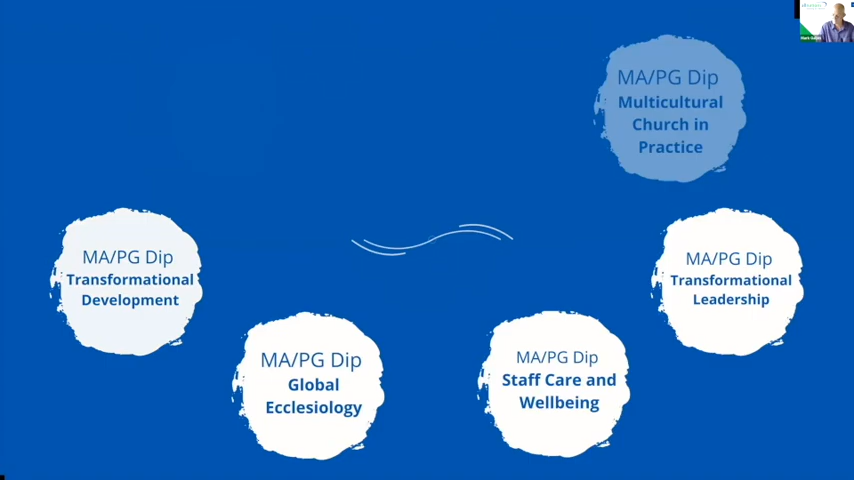 MA/PG Dip
Multicultural
Church in
Practice
MA/PG Dip
Transformational
Development
MA/PG Dip
Transformational
Leadership
MA/PG Dip
Global
Ecclesiology
MA/PG Dip
Staff Care and
Wellbeing